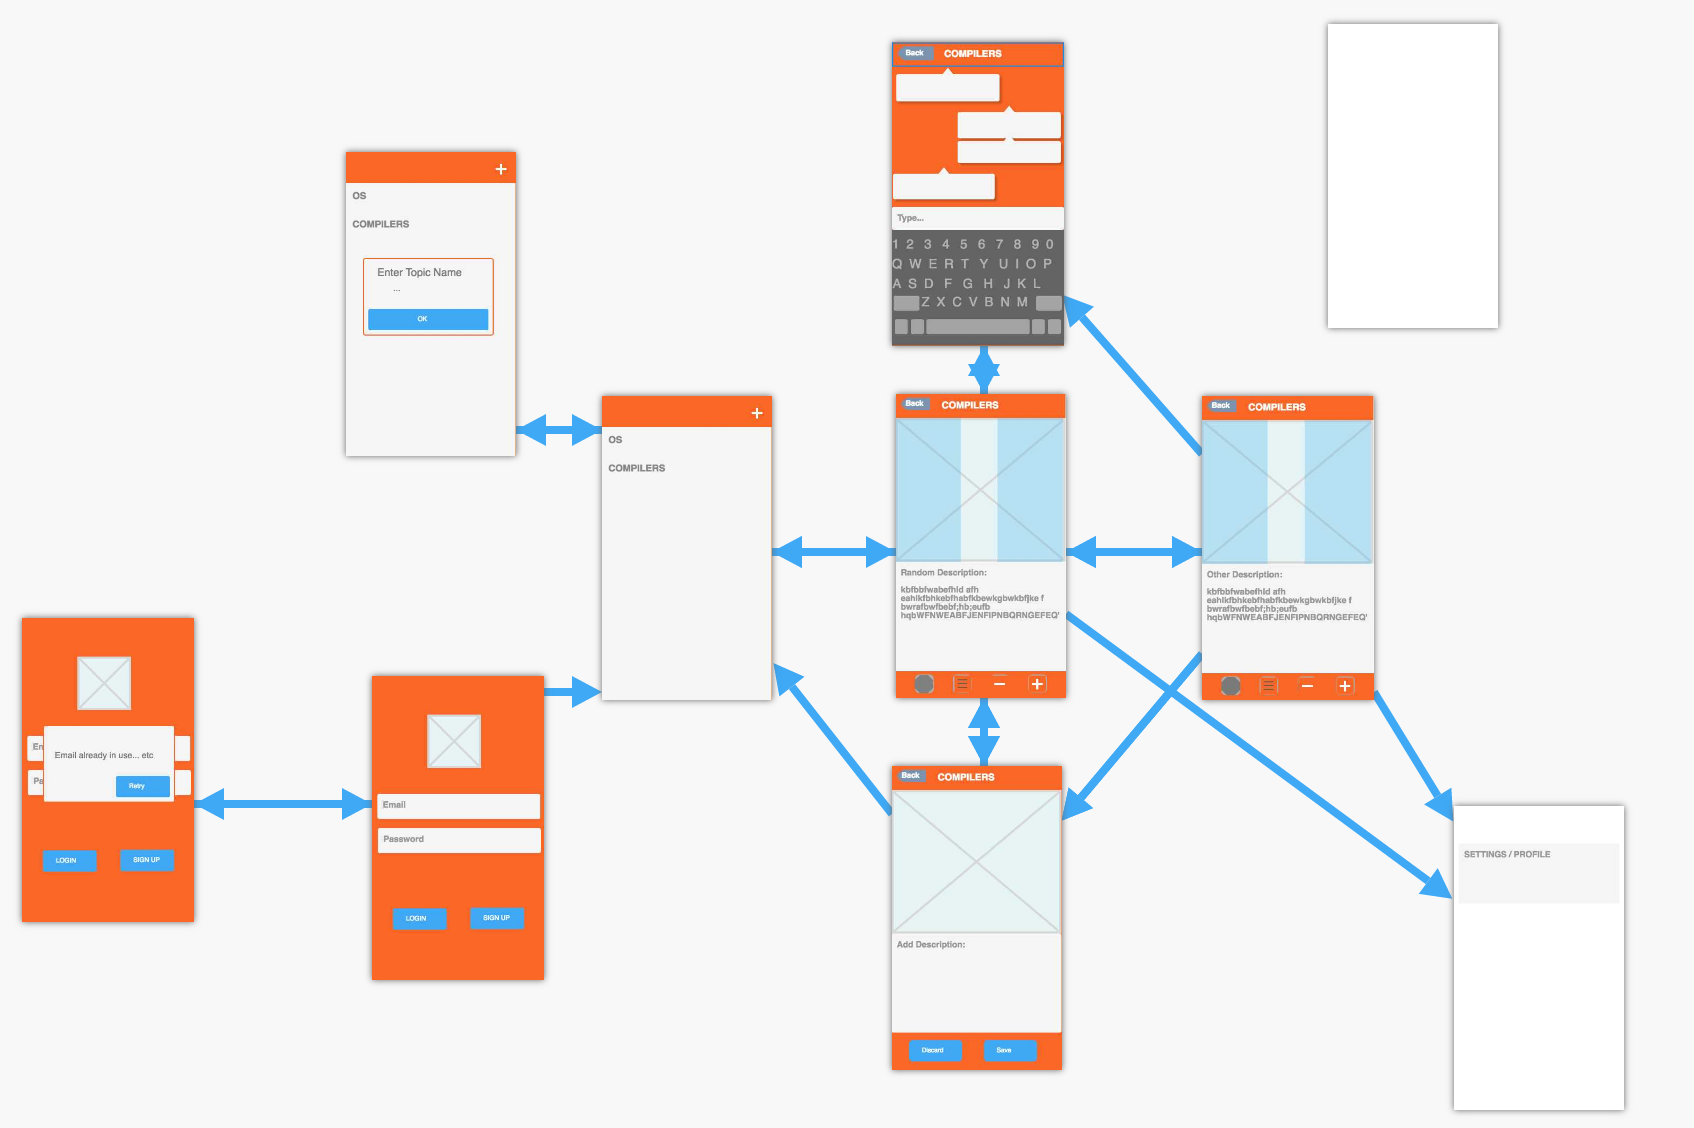 Back COMPILERS
Type...
1 2 3 4 5 6 7 8 9 0
Q W E R T Y U I O P
A S D F G H J K L
Z X C V B N M
+
OS
COMPILERS
Enter Topic Name
...
OK
+
OS
COMPILERS
Back COMPILERS
Random Description:
kbfbbfwabefhld afh
eahlkfbhkebfhabfkbewkgbwkbfjke f
bwrafbwfbebf;hb;eufb
hqbWFNWEABFJENFIPNBQRNGEFEQ'
Back COMPILERS
Other Description:
kbfbbfwabefhld afh
eahlkfbhkebfhabfkbewkgbwkbfjke f
bwrafbwfbebf;hb;eufb
hqbWFNWEABFJENFIPNBQRNGEFEQ'
Em
Email already in use... etc
Pa
Retry
LOGIN SIGN UP
Email
Password
LOGIN SIGN UP
Back COMPILERS
Add Description:
Discard Save
SETTINGS / PROFILE